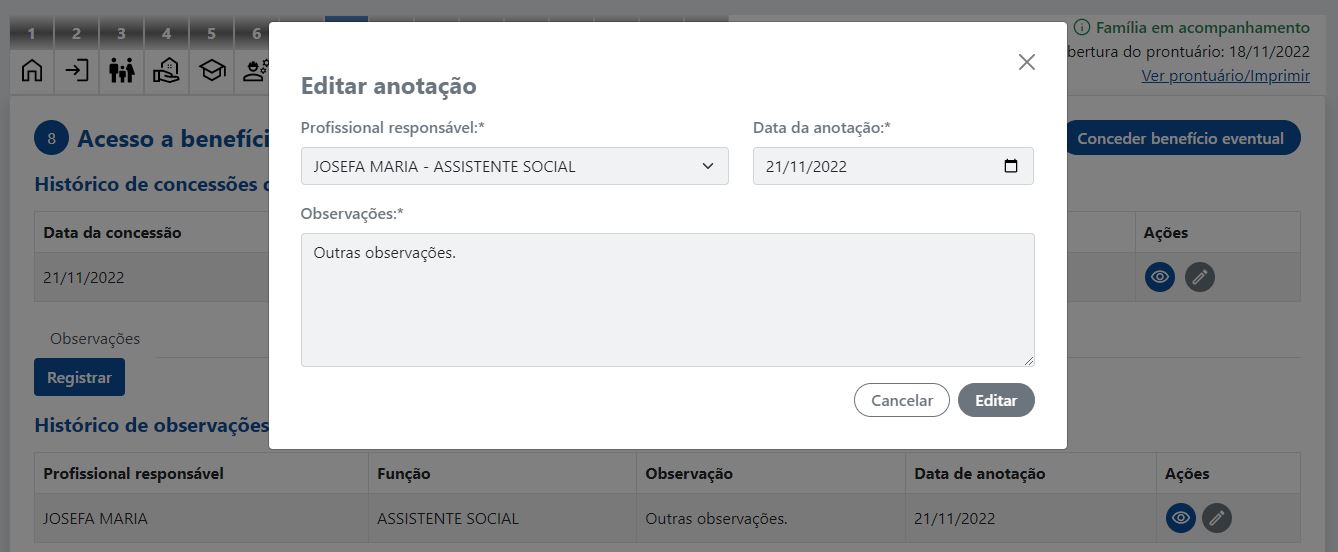 1 2 3 4 5 6
Família em acompanhamento
bertura do prontuário: 18/11/2022
Ver prontuário/Imprimir
8 Acesso a benefíci
Conceder benefício eventual
Histórico de concessões
Data da concessão Ações
21/11/2022
Observações
Registrar
Histórico de observações
Profissional responsável Função Observação Data de anotação Ações
JOSEFA MARIA ASSISTENTE SOCIAL Outras observações. 21/11/2022
Editar anotação
Profissional responsável:* Data da anotação:*
JOSEFA MARIA - ASSISTENTE SOCIAL 21/11/2022
Observações:*
Outras observações.
Cancelar Editar